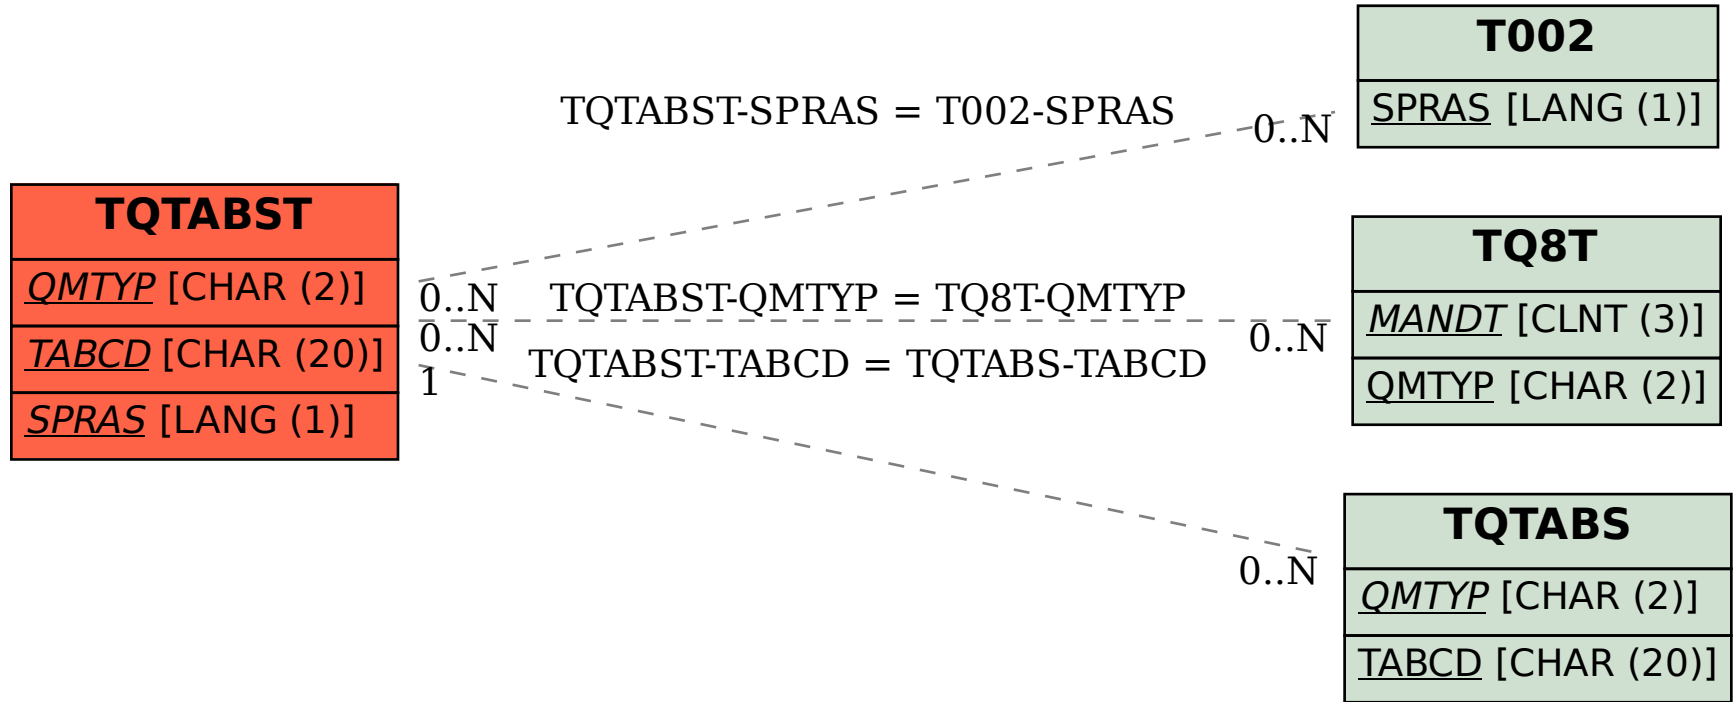 T002
SPRAS [LANG (1)]
TQTABST-SPRAS = T002-SPRAS
0..N
TQTABST
QMTYP [CHAR (2)]
TABCD [CHAR (20)]
SPRAS [LANG (1)]
0..N
TQTABST-QMTYP = TQ8T-QMTYP
0..N
0..N
TQTABST-TABCD = TQTABS-TABCD
1
0..N
TQ8T
MANDT [CLNT (3)]
QMTYP [CHAR (2)]
TQTABS
QMTYP [CHAR (2)]
TABCD [CHAR (20)]